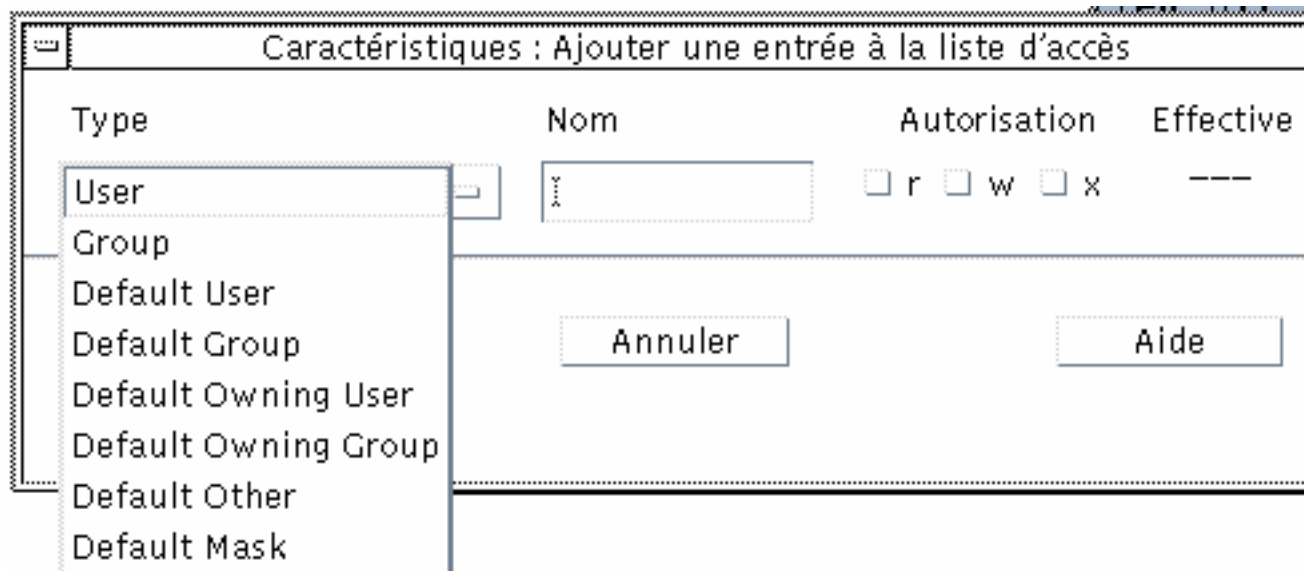 Caractéristiques : Ajouter une entrée à la liste d'accès
Type Nom Autorisation Effective
User r w x ---
Group
Default User
Default Group Annuler Aide
Default Owning User
Default Owning Group
Default Other
Default Mask